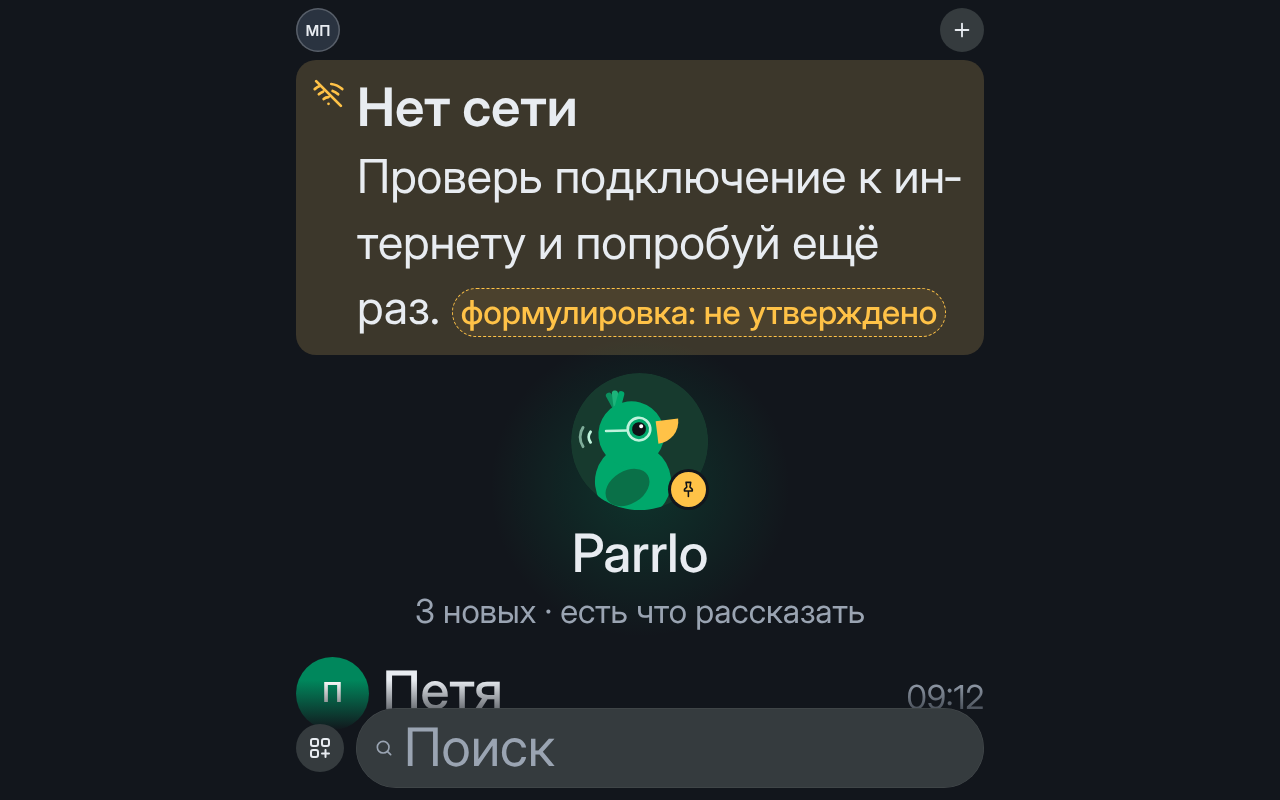 МП
Нет сети
Проверь подключение к ин-
тернету и попробуй ещё
раз. формулировка: не утверждено
Parrlo
3 новых · есть что рассказать
П Петя 09:12
Поиск